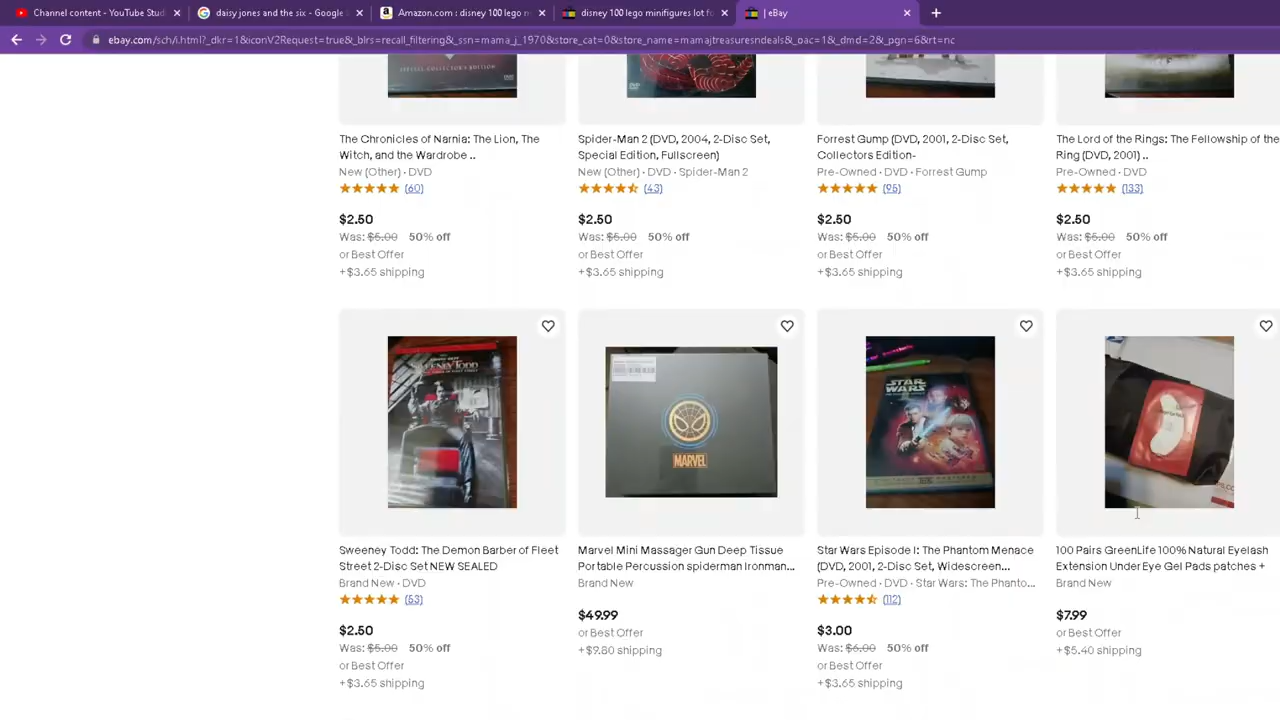 Channel content - YouTube Stud
daisy jones and the six - Google S
Amazon.com : disney 100 lego m
disney 100 lego minifigures lot fo
| eBay
ebay.com/sch/i.html?_dkr=1&iconV2Request=true&_blrs=recall_filtering&_ssn=mama_j_1970&store_cat=0&store_name=mamajtreasuresndeals&_oac=1&_dmd=2&_pgn=6&rt=nc
SPECIAL COLLECTOR'S EDITION
The Chronicles of Narnia: The Lion, The
Witch, and the Wardrobe ..
New (Other) · DVD
(60)
$2.50
Was: $5.00 50% off
or Best Offer
+$3.65 shipping
Spider-Man 2 (DVD, 2004, 2-Disc Set,
Special Edition, Fullscreen)
New (Other) · DVD · Spider-Man 2
(43)
$2.50
Was: $5.00 50% off
or Best Offer
+$3.65 shipping
Forrest Gump (DVD, 2001, 2-Disc Set,
Collectors Edition-
Pre-Owned · DVD · Forrest Gump
(95)
$2.50
Was: $5.00 50% off
or Best Offer
+$3.65 shipping
The Lord of the Rings: The Fellowship of the
Ring (DVD, 2001) ..
Pre-Owned · DVD
(133)
$2.50
Was: $5.00 50% off
or Best Offer
+$3.65 shipping
SWEENEY TODD
Sweeney Todd: The Demon Barber of Fleet
Street 2-Disc Set NEW SEALED
Brand New · DVD
(53)
$2.50
Was: $5.00 50% off
or Best Offer
+$3.65 shipping
MARVEL
Marvel Mini Massager Gun Deep Tissue
Portable Percussion spiderman Ironman...
Brand New
$49.99
or Best Offer
+$9.80 shipping
STAR
WARS
Star Wars Episode I: The Phantom Menace
(DVD, 2001, 2-Disc Set, Widescreen...
Pre-Owned · DVD · Star Wars: The Phanto...
(112)
$3.00
Was: $6.00 50% off
or Best Offer
+$3.65 shipping
100 Pairs GreenLife 100% Natural Eyelash
Extension Under Eye Gel Pads patches +
Brand New
$7.99
or Best Offer
+$5.40 shipping